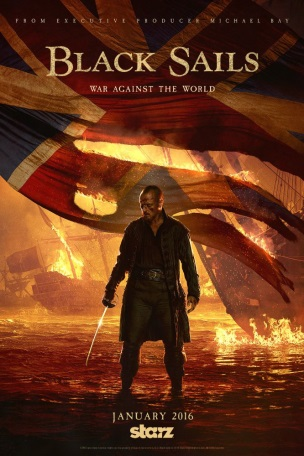 FROM EXECUTIVE PRODUCER MICHAEL BAY
BLACK SAILS
WAR AGAINST THE WORLD
JANUARY 2016
starz